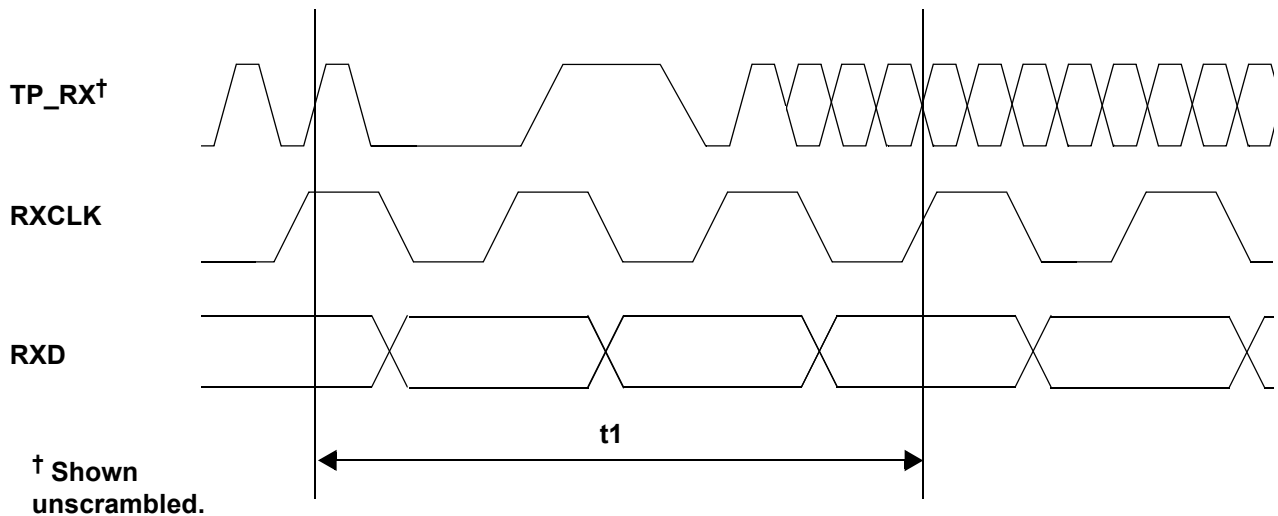 TP_RX†
RXCLK
RXD
t1
† Shown
unscrambled.